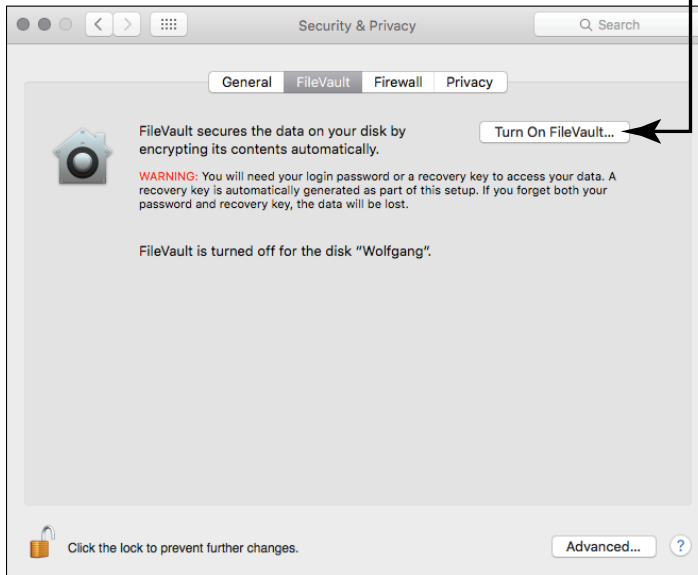 Security & Privacy
Search
General FileVault Firewall Privacy
FileVault secures the data on your disk by
encrypting its contents automatically.
Turn On FileVault...
WARNING: You will need your login password or a recovery key to access your data. A
recovery key is automatically generated as part of this setup. If you forget both your
password and recovery key, the data will be lost.
FileVault is turned off for the disk “Wolfgang”.
Click the lock to prevent further changes.
Advanced...
?